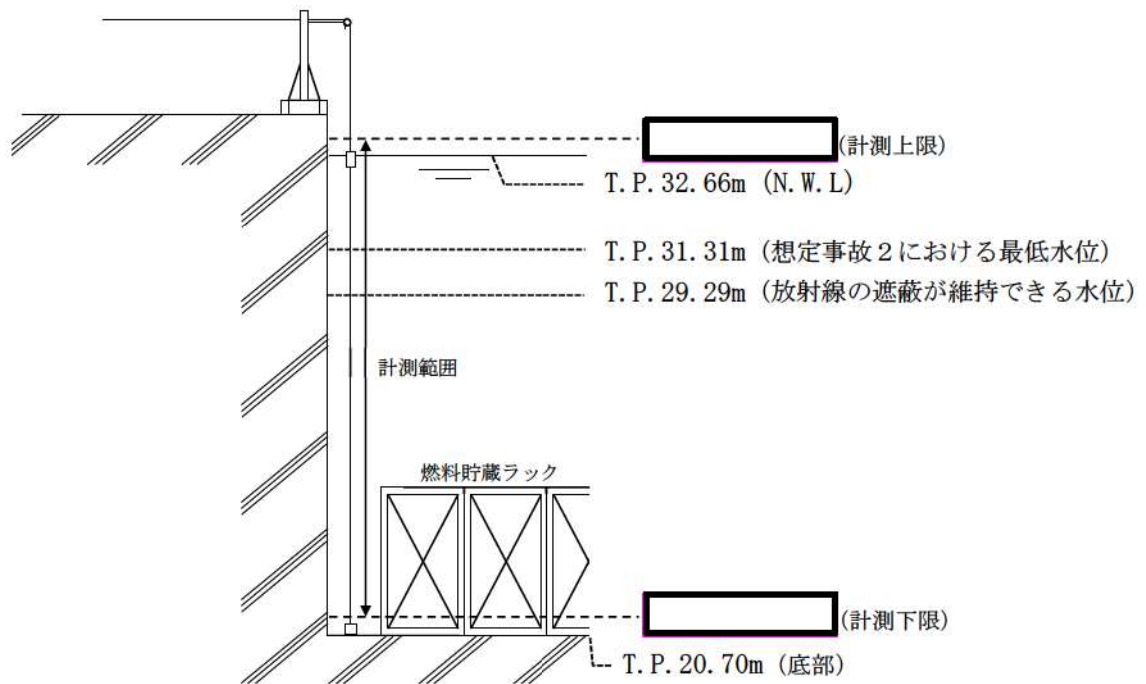 (計測上限)
T.P.32.66m (N.W.L)
T.P.31.31m (想定事故2における最低水位)
T.P.29.29m (放射線の遮蔽が維持できる水位)
計測範囲
燃料貯蔵ラック
(計測下限)
T.P.20.70m (底部)